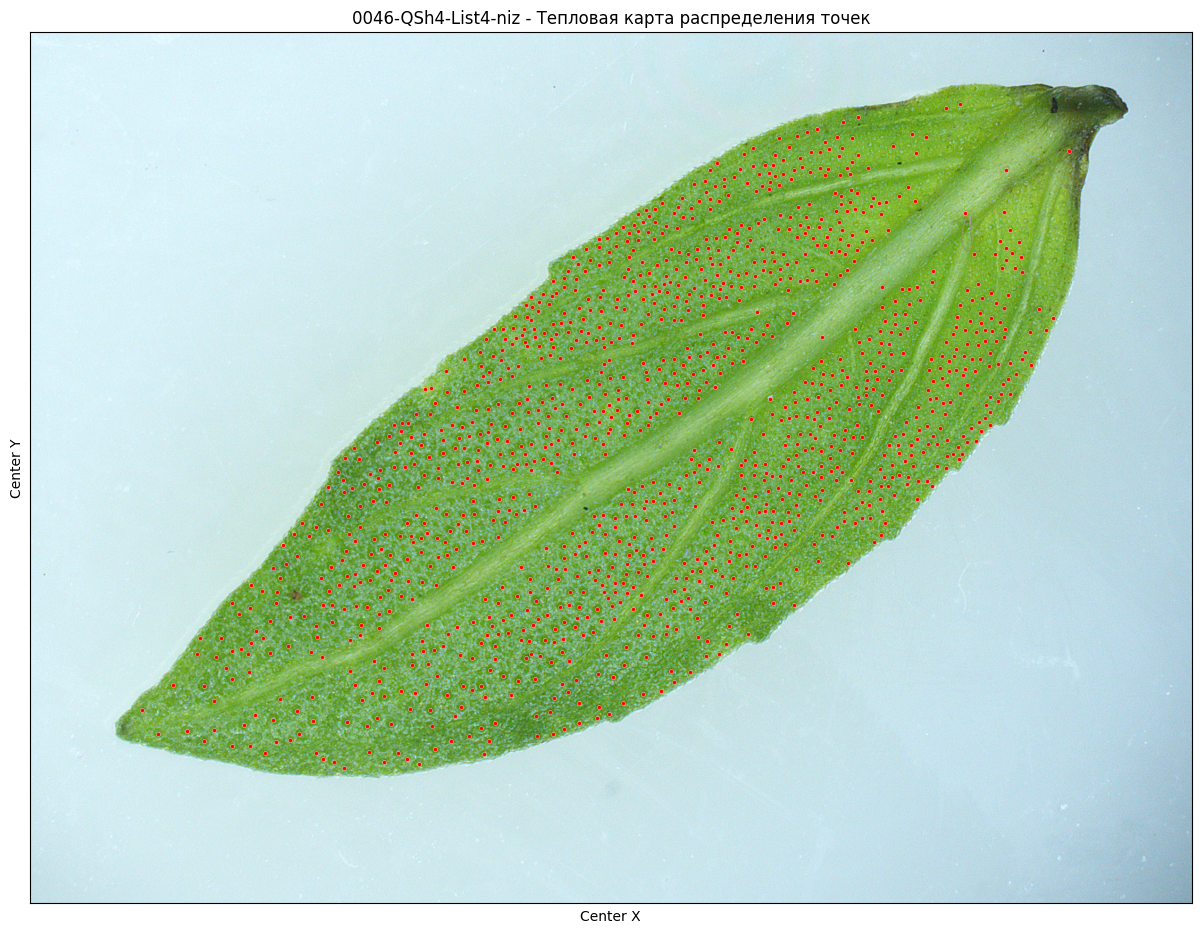 0046-QSh4-List4-niz - Тепловая карта распределения точек
Center Y
Center X